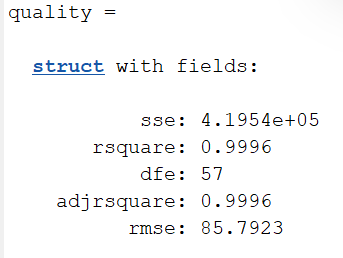 quality =
struct with fields:
sse: 4.1954e+05
rsquare: 0.9996
dfe: 57
adjrsquare: 0.9996
rmse: 85.7923